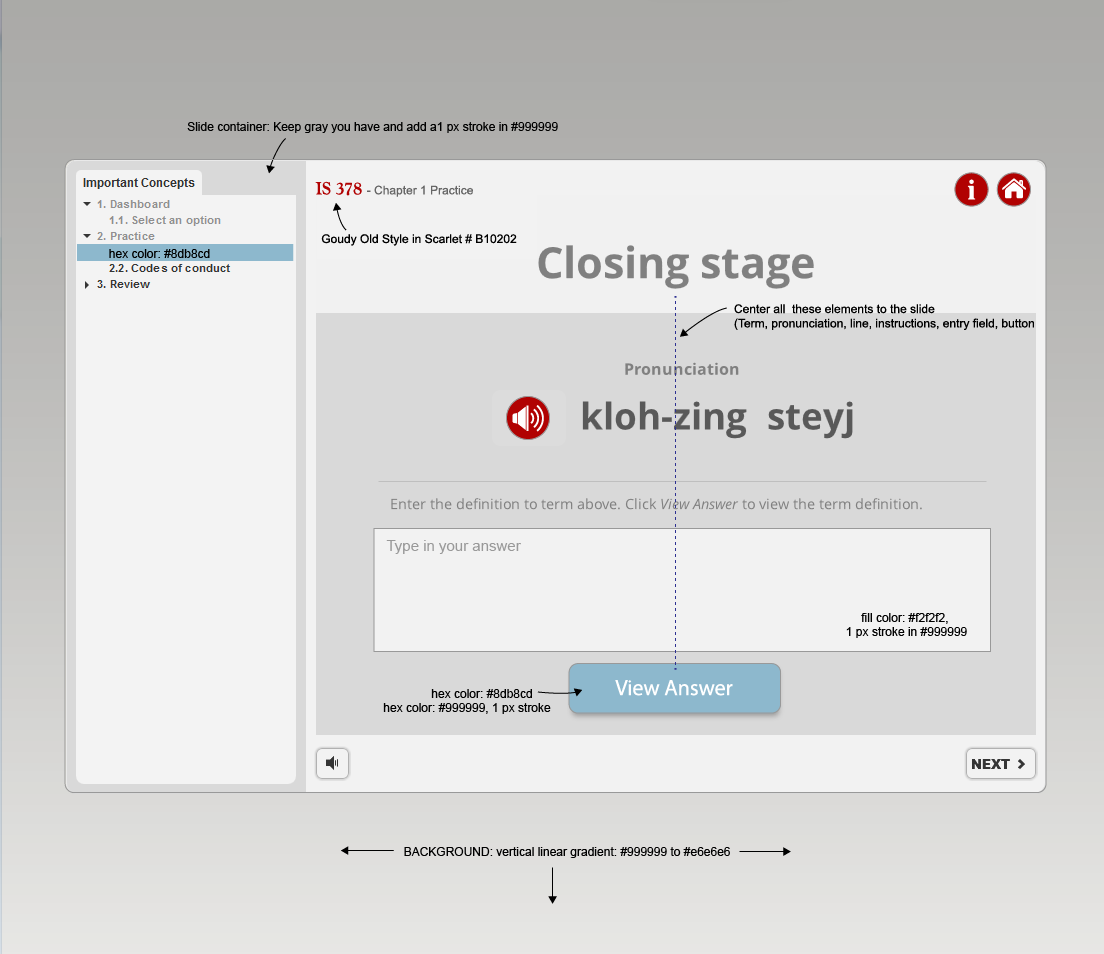 Slide container: Keep gray you have and add a1 px stroke in #999999
Important Concepts
1. Dashboard
1.1. Select an option
2. Practice
hex color: #8db8cd
2.2. Codes of conduct
3. Review
IS 378 - Chapter 1 Practice
Goudy Old Style in Scarlet # B10202
Closing stage
Center all these elements to the slide
(Term, pronunciation, line, instructions, entry field, button
Pronunciation
kloh-zing steyj
Enter the definition to term above. Click View Answer to view the term definition.
Type in your answer
fill color: #f2f2f2,
1 px stroke in #999999
View Answer
hex color: #8db8cd
hex color: #999999, 1 px stroke
NEXT
BACKGROUND: vertical linear gradient: #999999 to #e6e6e6